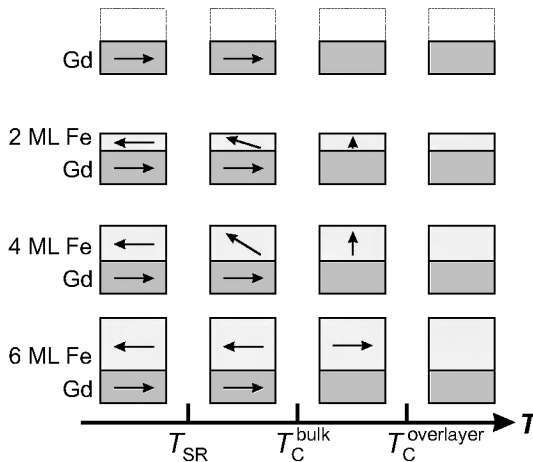 Gd
2 ML Fe
Gd
4 ML Fe
Gd
6 ML Fe
Gd
T
T_SR T_C^bulk T_C^overlayer